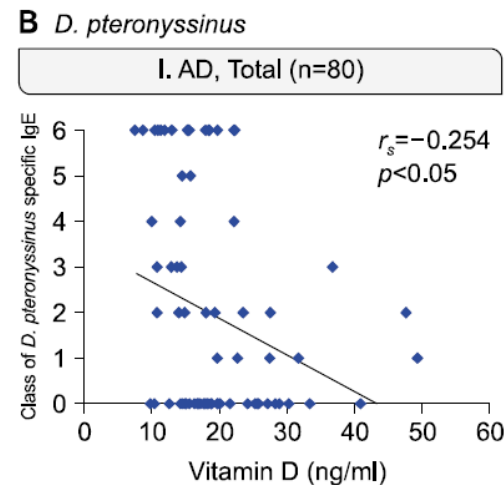 B D. pteronyssinus
I. AD, Total (n=80)
Class of D. pteronyssinus specific IgE
6
5
4
3
2
1
0
rs=−0.254
p<0.05
0 10 20 30 40 50 60
Vitamin D (ng/ml)